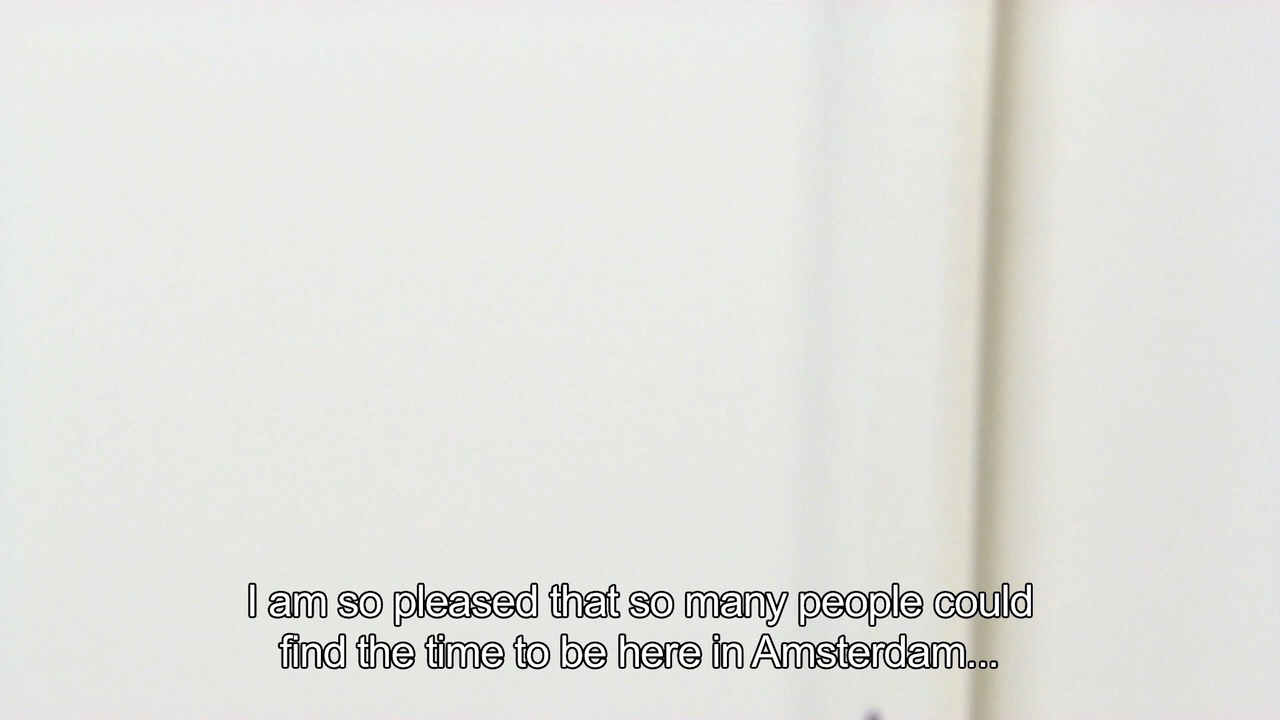 I am so pleased that so many people could
find the time to be here in Amsterdam...